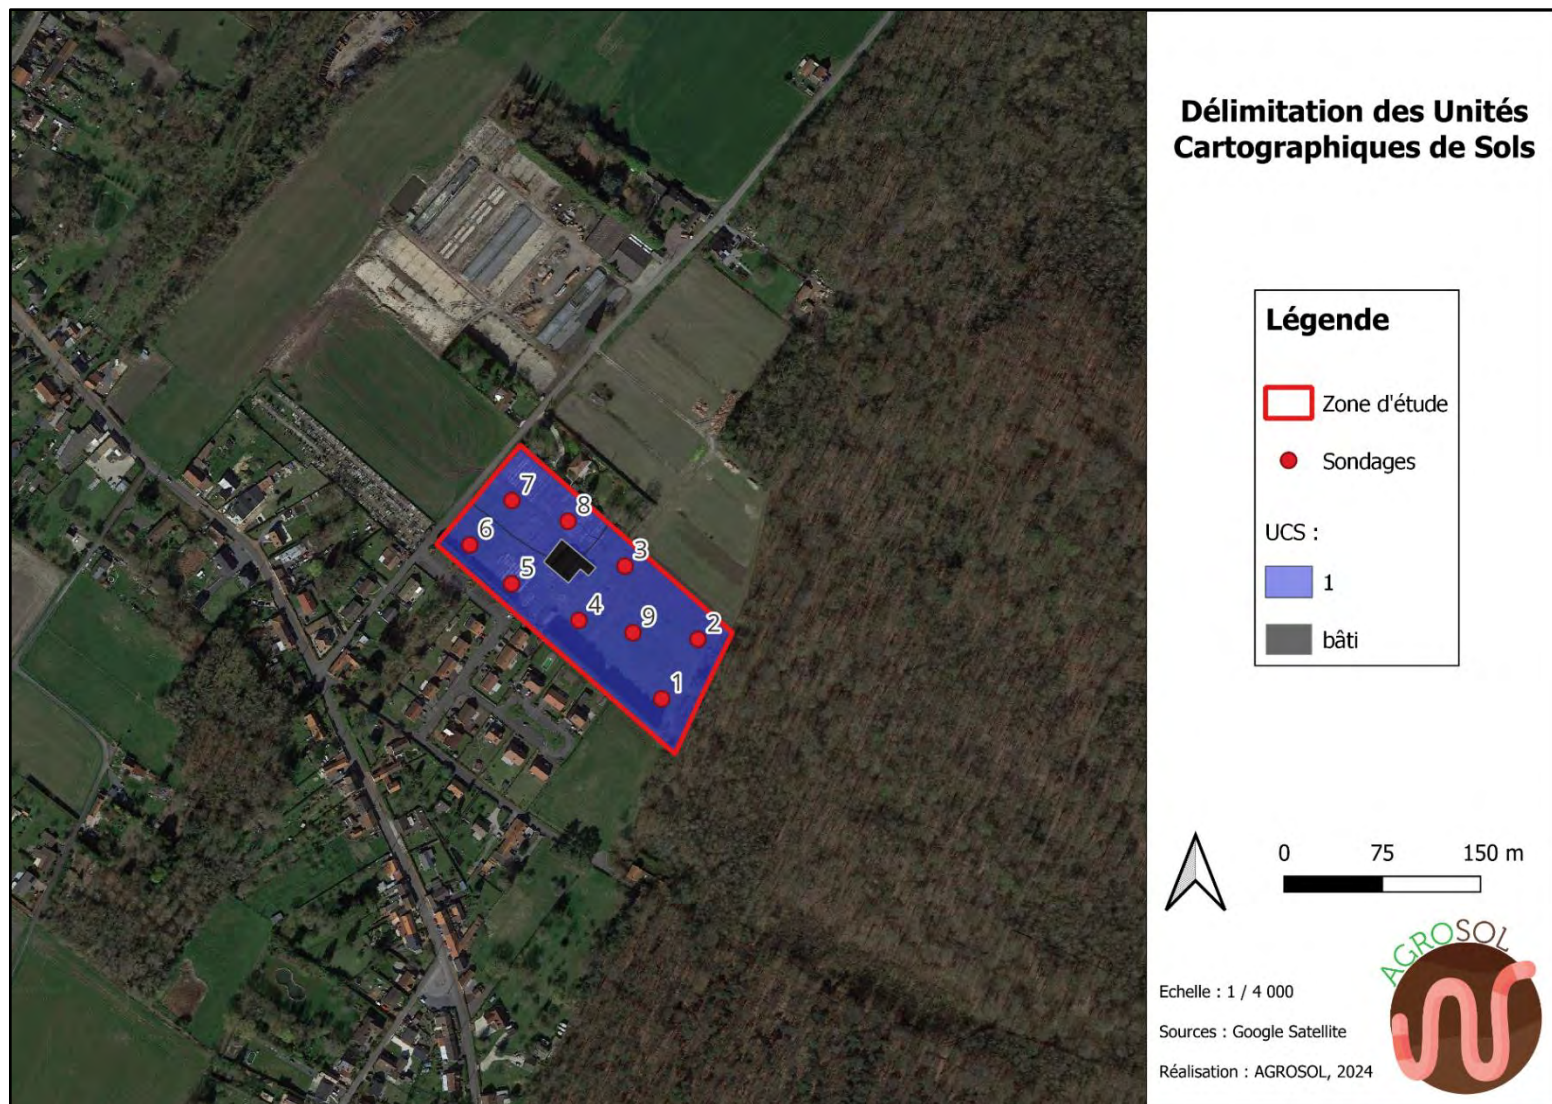 Délimitation des Unités
Cartographiques de Sols
Légende
Zone d'étude
Sondages
UCS :
1
bâti
7
8
6
3
5
4
9
2
1
0 75 150 m
AGROSOL
Echelle : 1 / 4 000
Sources : Google Satellite
Réalisation : AGROSOL, 2024